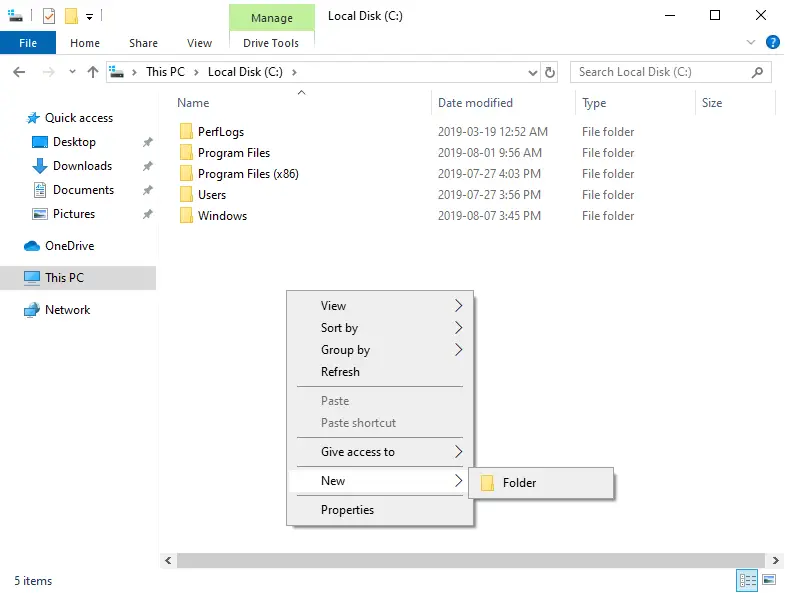 Manage
Local Disk (C:)
File
Home
Share
View
Drive Tools
This PC
Local Disk (C:)
Search Local Disk (C:)
Name
Date modified
Type
Size
Quick access
Desktop
Downloads
Documents
Pictures
OneDrive
This PC
Network
PerfLogs 2019-03-19 12:52 AM File folder
Program Files 2019-08-01 9:56 AM File folder
Program Files (x86) 2019-07-27 4:03 PM File folder
Users 2019-07-27 3:56 PM File folder
Windows 2019-08-07 3:45 PM File folder
View
Sort by
Group by
Refresh
Paste
Paste shortcut
Give access to
New
Folder
Properties
5 items